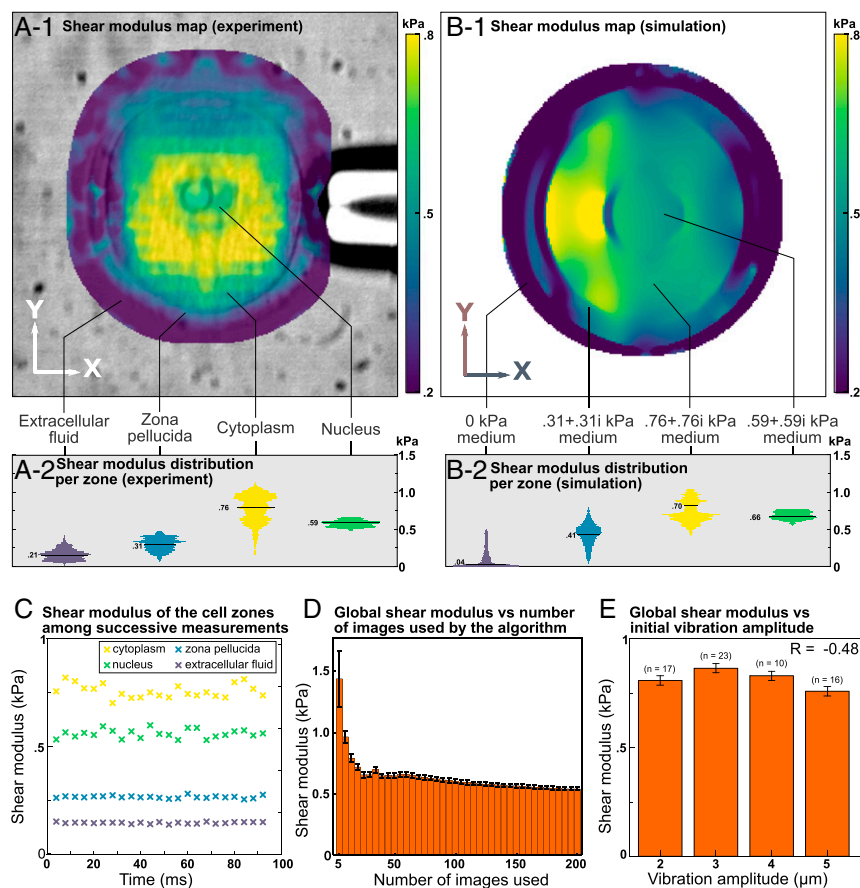 A-1 Shear modulus map (experiment)
kPa
.8
.5
.2
Y
X
B-1 Shear modulus map (simulation)
kPa
.8
.5
.2
Y
X
Extracellular
fluid
Zona
pellucida
Cytoplasm
Nucleus
0 kPa
medium
.31+.31i kPa
medium
.76+.76i kPa
medium
.59+.59i kPa
medium
A-2 Shear modulus distribution
per zone (experiment)
kPa
1.5
1.0
0.5
0
.21
.31
.76
.59
B-2 Shear modulus distribution
per zone (simulation)
kPa
1.5
1.0
0.5
0
.04
.41
.70
.66
C Shear modulus of the cell zones
among successive measurements
cytoplasm
zona pellucida
nucleus
extracellular fluid
Shear modulus (kPa)
1
.5
0
0 20 40 60 80 100
Time (ms)
D Global shear modulus vs number
of images used by the algorithm
Shear modulus (kPa)
1.5
1.0
0.5
0
5 50 100 150 200
Number of images used
E Global shear modulus vs
initial vibration amplitude
R = -0.48
(n = 17)
(n = 23)
(n = 10)
(n = 16)
Shear modulus (kPa)
1
.5
0
2 3 4 5
Vibration amplitude (µm)